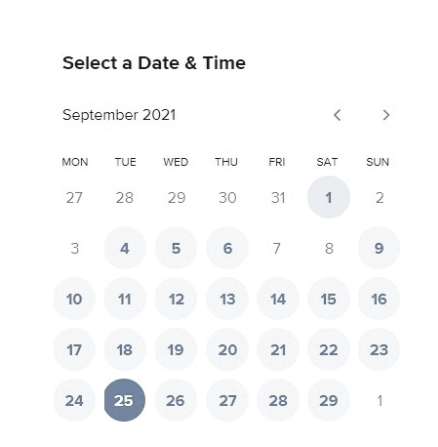 Select a Date & Time
September 2021
MON TUE WED THU FRI SAT SUN
27 28 29 30 31 1 2
3 4 5 6 7 8 9
10 11 12 13 14 15 16
17 18 19 20 21 22 23
24 25 26 27 28 29 1